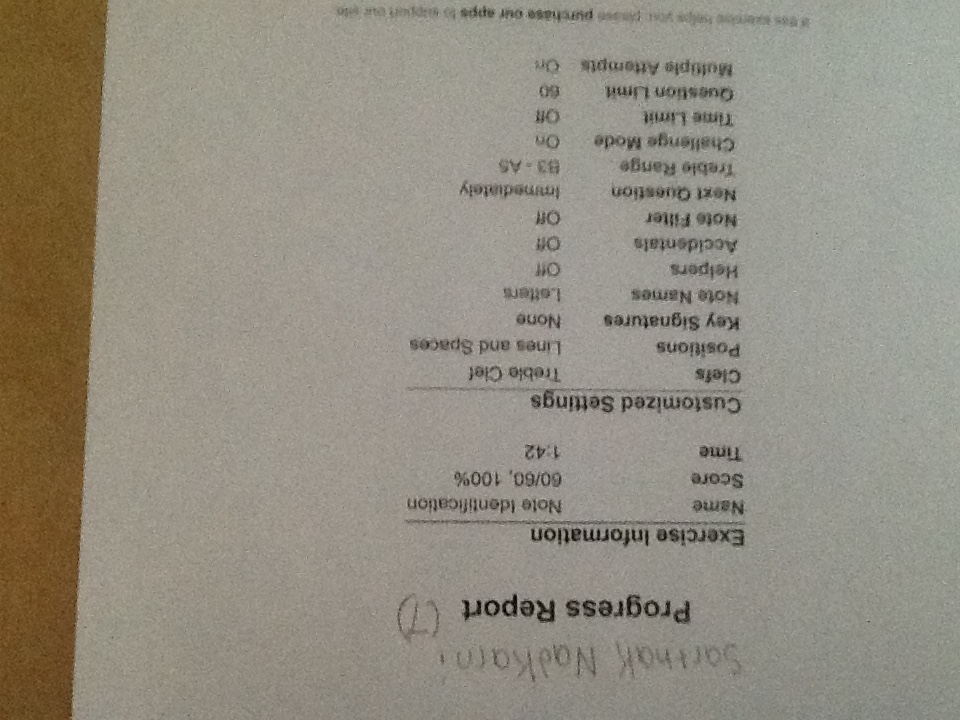 Sarthak Nadkarni
Progress Report (7)
Exercise Information
Name Note Identification
Score 60/60, 100%
Time 1:42
Customized Settings
Clefs Treble Clef
Positions Lines and Spaces
Key Signatures None
Note Names Letters
Helpers Off
Accidentals Off
Note Filter Off
Next Question Immediately
Treble Range B3 - A5
Challenge Mode On
Time Limit Off
Question Limit 60
Multiple Attempts On
If this exercise helps you, please purchase our apps to support our site.